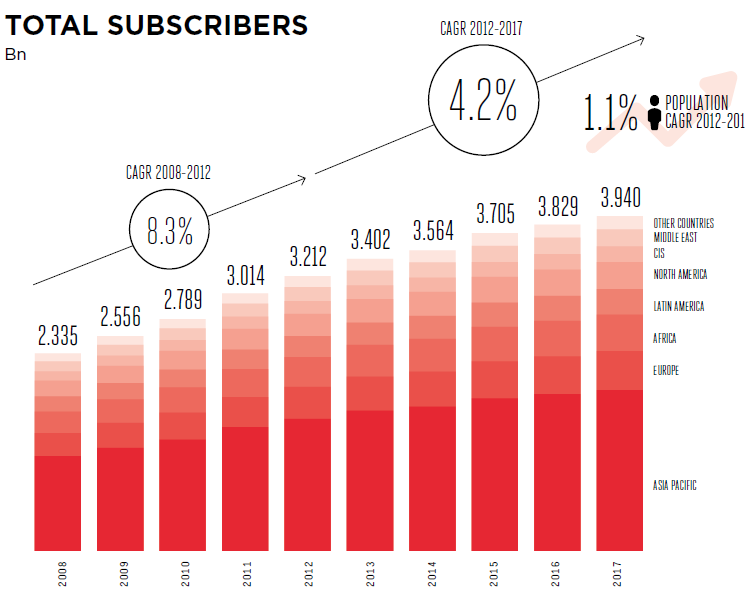 TOTAL SUBSCRIBERS
Bn
CAGR 2012-2017
4.2%
1.1%
POPULATION
CAGR 2012-201
CAGR 2008-2012
8.3%
2.335
2.556
2.789
3.014
3.212
3.402
3.564
3.705
3.829
3.940
OTHER COUNTRIES
MIDDLE EAST
CIS
NORTH AMERICA
LATIN AMERICA
AFRICA
EUROPE
ASIA PACIFIC
2008
2009
2010
2011
2012
2013
2014
2015
2016
2017